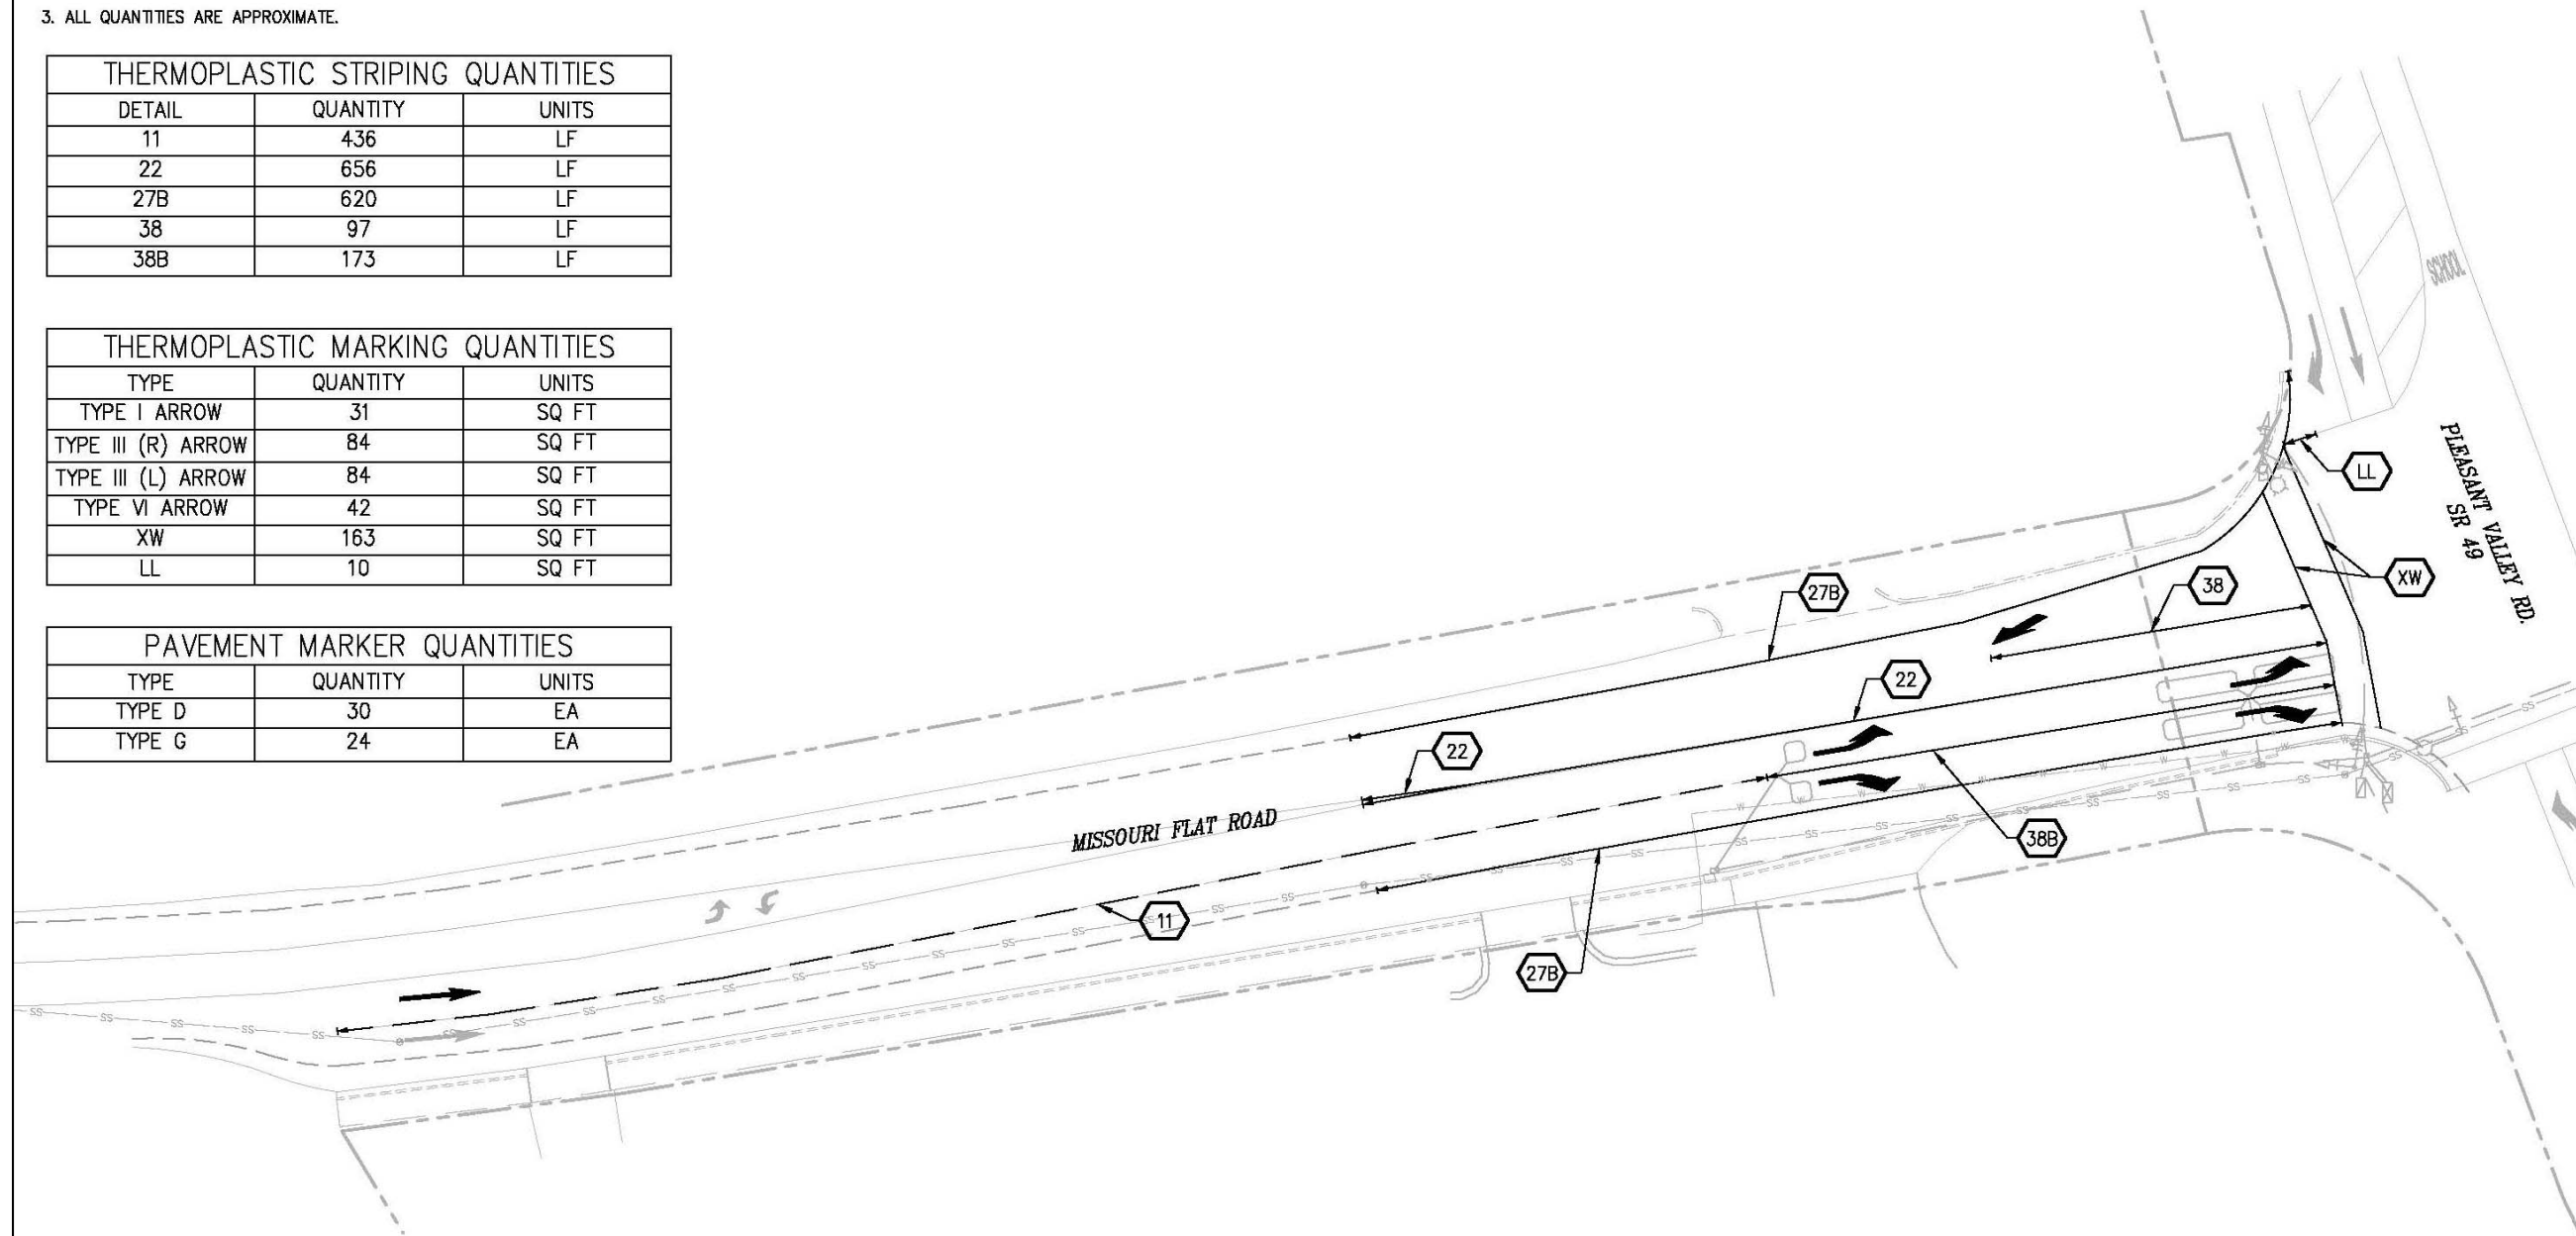 3. ALL QUANTITIES ARE APPROXIMATE.
THERMOPLASTIC STRIPING QUANTITIES
DETAIL QUANTITY UNITS
11 436 LF
22 656 LF
27B 620 LF
38 97 LF
38B 173 LF
THERMOPLASTIC MARKING QUANTITIES
TYPE QUANTITY UNITS
TYPE I ARROW 31 SQ FT
TYPE III (R) ARROW 84 SQ FT
TYPE III (L) ARROW 84 SQ FT
TYPE VI ARROW 42 SQ FT
XW 163 SQ FT
LL 10 SQ FT
PAVEMENT MARKER QUANTITIES
TYPE QUANTITY UNITS
TYPE D 30 EA
TYPE G 24 EA
SCHOOL
PLEASANT VALLEY RD.
SR 49
LL
XW
38
27B
22
22
MISSOURI FLAT ROAD
38B
11
27B